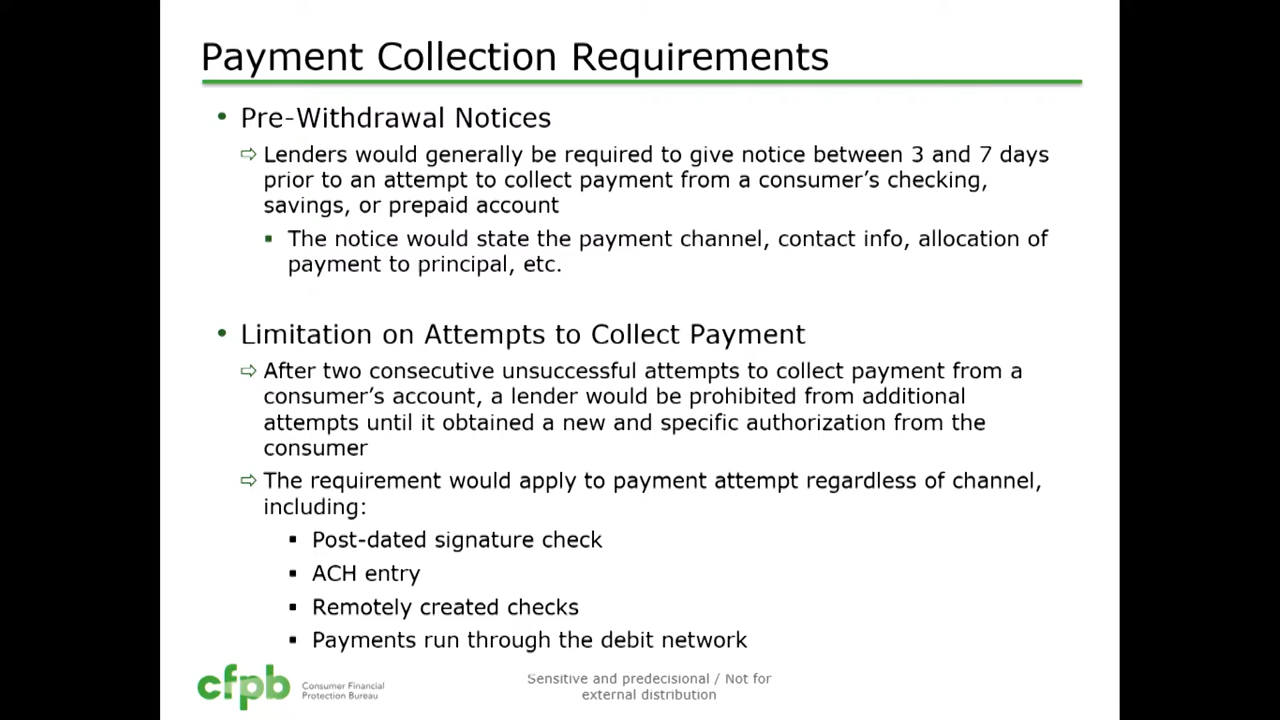 Payment Collection Requirements
• Pre-Withdrawal Notices
⇨ Lenders would generally be required to give notice between 3 and 7 days
prior to an attempt to collect payment from a consumer’s checking,
savings, or prepaid account
▪ The notice would state the payment channel, contact info, allocation of
payment to principal, etc.
• Limitation on Attempts to Collect Payment
⇨ After two consecutive unsuccessful attempts to collect payment from a
consumer’s account, a lender would be prohibited from additional
attempts until it obtained a new and specific authorization from the
consumer
⇨ The requirement would apply to payment attempt regardless of channel,
including:
▪ Post-dated signature check
▪ ACH entry
▪ Remotely created checks
▪ Payments run through the debit network
cfpb
Consumer Financial
Protection Bureau
Sensitive and predecisional / Not for
external distribution